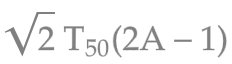 √2 T₅₀(2A − 1)